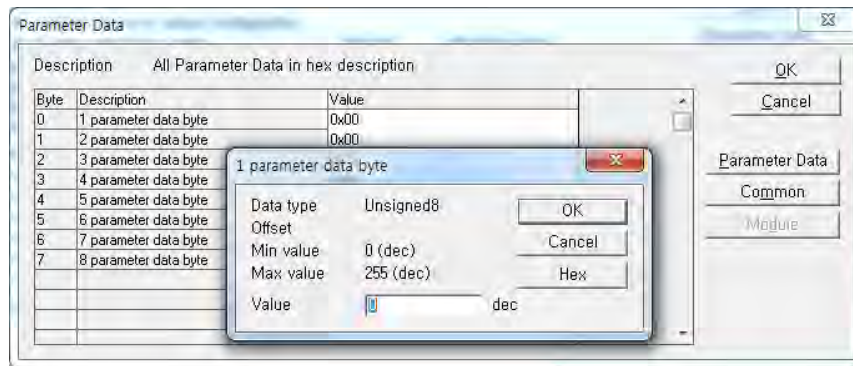 Parameter Data
Description All Parameter Data in hex description
OK
Cancel
Parameter Data
Common
Module
Byte Description Value
0 1 parameter data byte 0x00
1 2 parameter data byte 0x00
2 3 parameter data byte
3 4 parameter data byte
4 5 parameter data byte
5 6 parameter data byte
6 7 parameter data byte
7 8 parameter data byte
1 parameter data byte
Data type Unsigned8
Offset
Min value 0 (dec)
Max value 255 (dec)
Value 0 dec
OK
Cancel
Hex